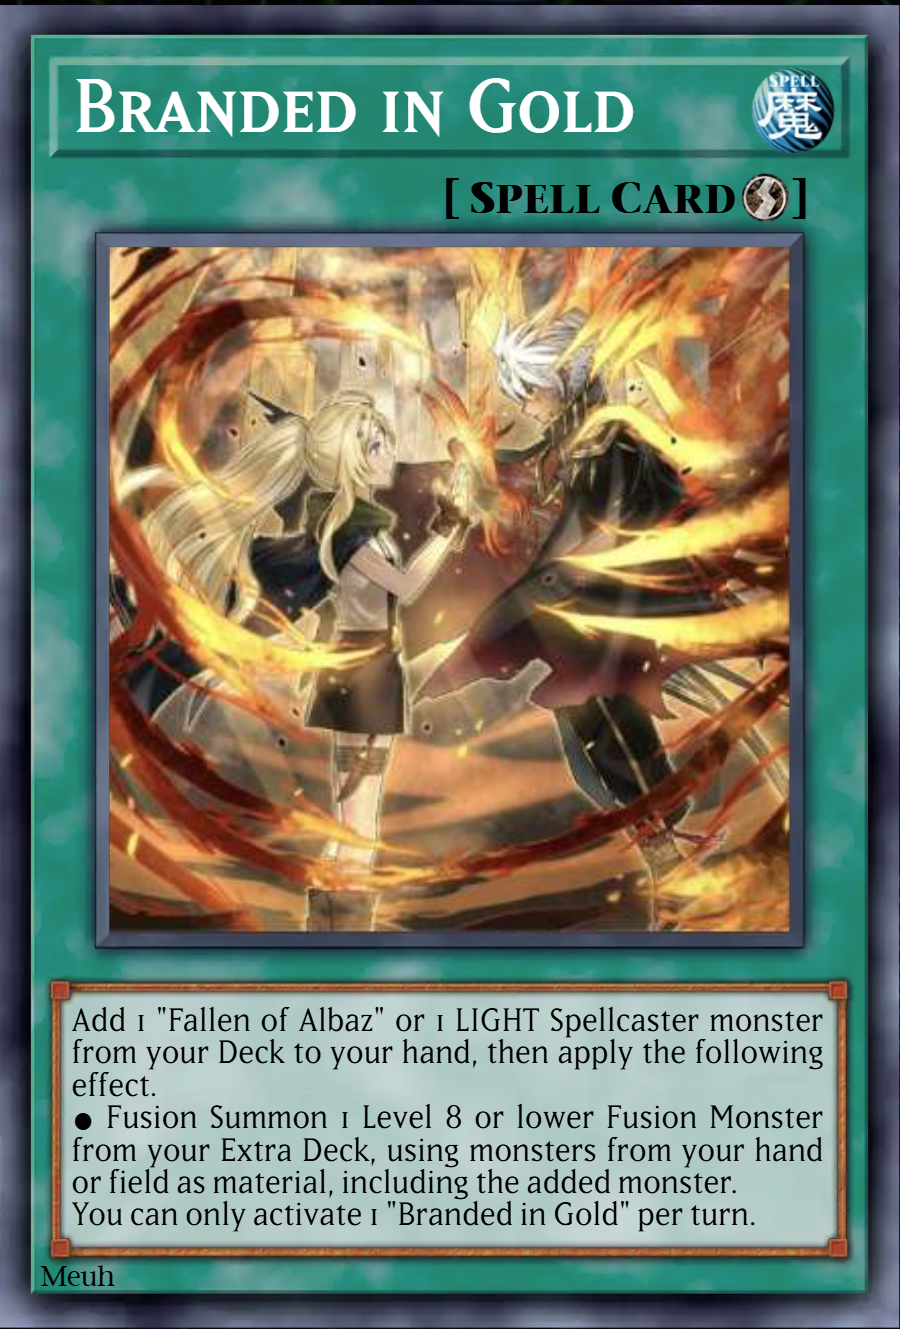 Branded in Gold
SPELL
魔
[ Spell Card ]
Add 1 "Fallen of Albaz" or 1 LIGHT Spellcaster monster
from your Deck to your hand, then apply the following
effect.
● Fusion Summon 1 Level 8 or lower Fusion Monster
from your Extra Deck, using monsters from your hand
or field as material, including the added monster.
You can only activate 1 "Branded in Gold" per turn.
Meuh